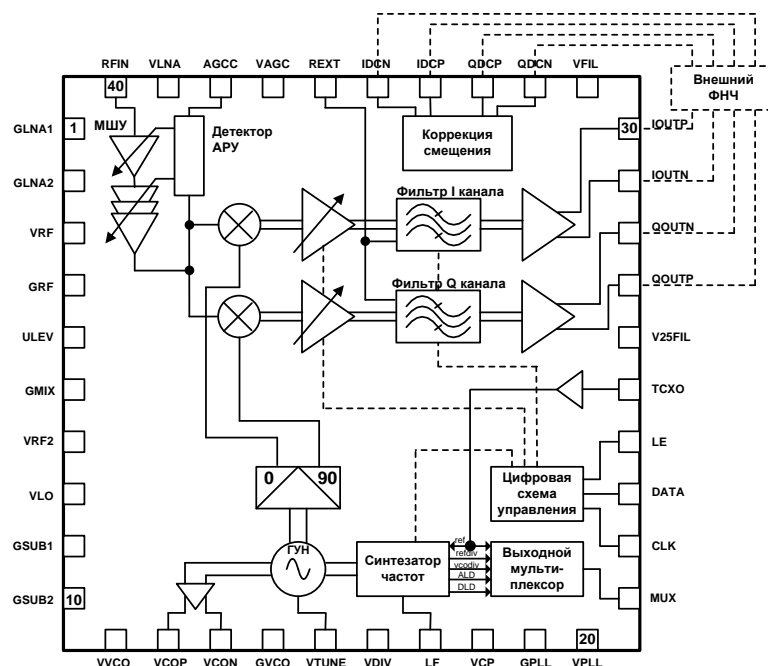 RFIN VLNA AGCC VAGC REXT IDCN IDCP QDCP QDCN VFIL
Внешний
ФНЧ
40
GLNA1
1
МШУ
Детектор
АРУ
Коррекция
смещения
30
IOUTP
GLNA2
IOUTN
Фильтр I канала
VRF
QOUTN
GRF
Фильтр Q канала
QOUTP
ULEV
V25FIL
GMIX
TCXO
VRF2
LE
0
90
Цифровая
схема
управления
VLO
DATA
GSUB1
CLK
ГУН
Синтезатор
частот
ref
refdiv
vcodiv
ALD
DLD
Выходной
мульти-
плексор
GSUB2
10
MUX
20
VVCO VCOP VCON GVCO VTUNE VDIV LF VCP GPLL VPLL